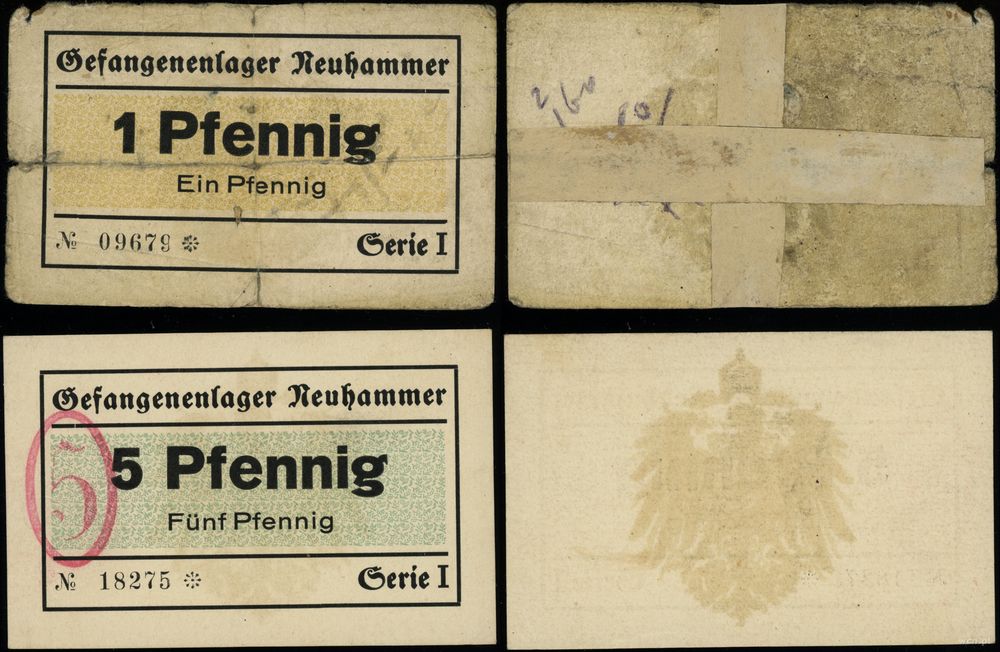 Gefangenenlager Neuhammer
1 Pfennig
Ein Pfennig
№ 09679 ❊
Serie I
Gefangenenlager Neuhammer
5
5 Pfennig
Fünf Pfennig
№ 18275 ❊
Serie I